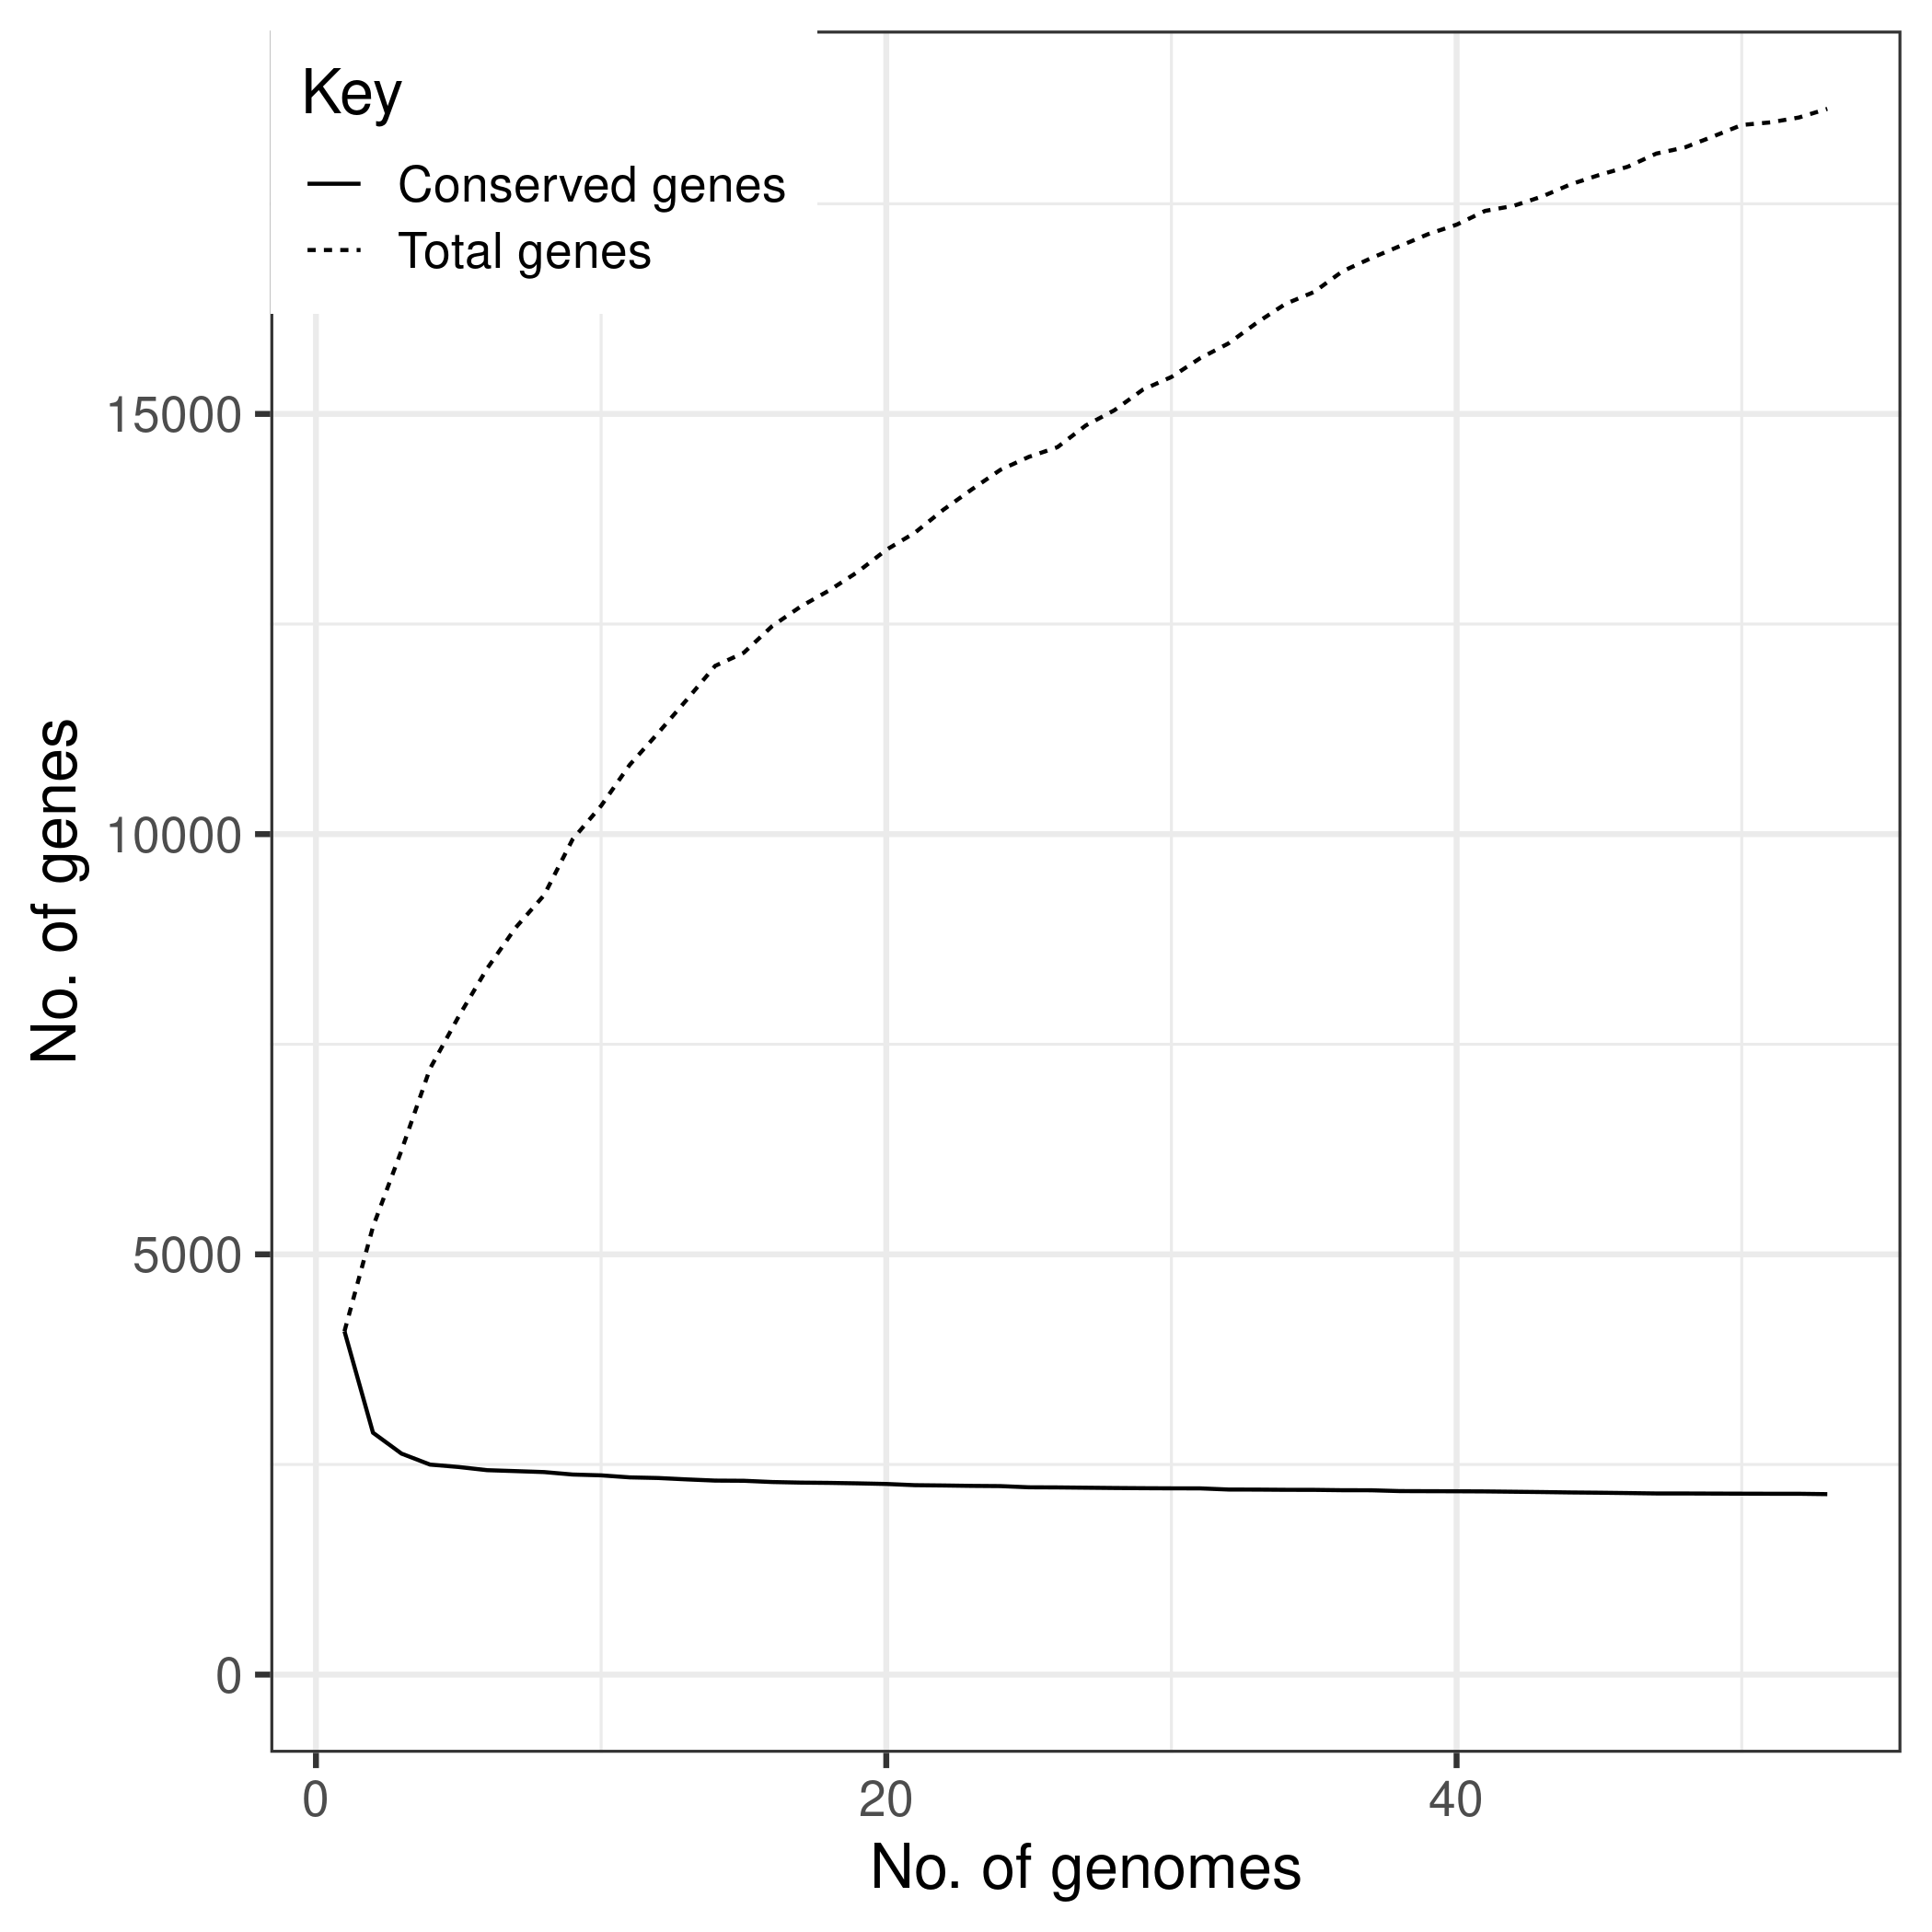 Key
Conserved genes
Total genes
No. of genes
15000
10000
5000
0
0
20
40
No. of genomes